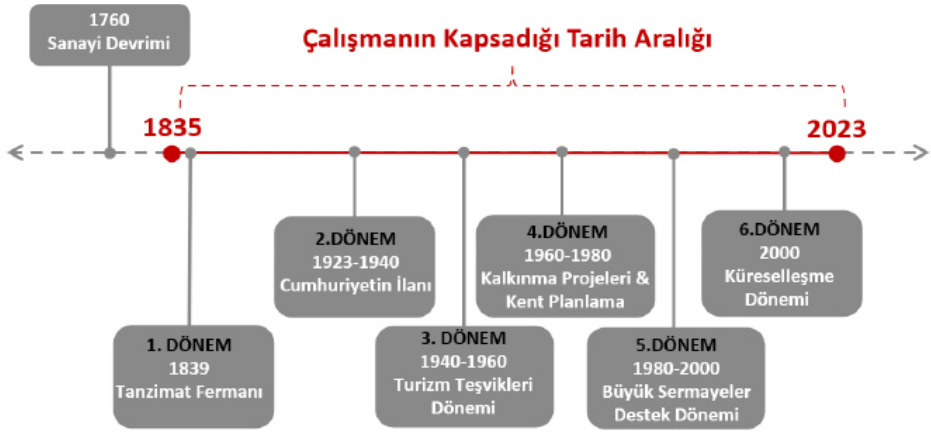 1760
Sanayi Devrimi
Çalışmanın Kapsadığı Tarih Aralığı
1835
2023
1. DÖNEM
1839
Tanzimat Fermanı
2.DÖNEM
1923-1940
Cumhuriyetin İlanı
3. DÖNEM
1940-1960
Turizm Teşvikleri
Dönemi
4.DÖNEM
1960-1980
Kalkınma Projeleri &
Kent Planlama
5.DÖNEM
1980-2000
Büyük Sermayeler
Destek Dönemi
6.DÖNEM
2000
Küreselleşme
Dönemi